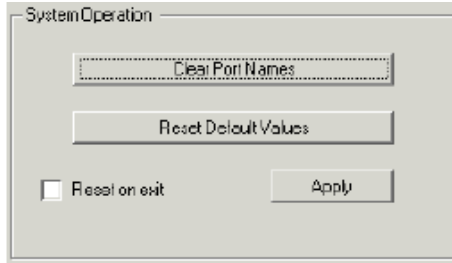 System Operation
Clear Port Names
Reset Default Values
Reset on exit
Apply